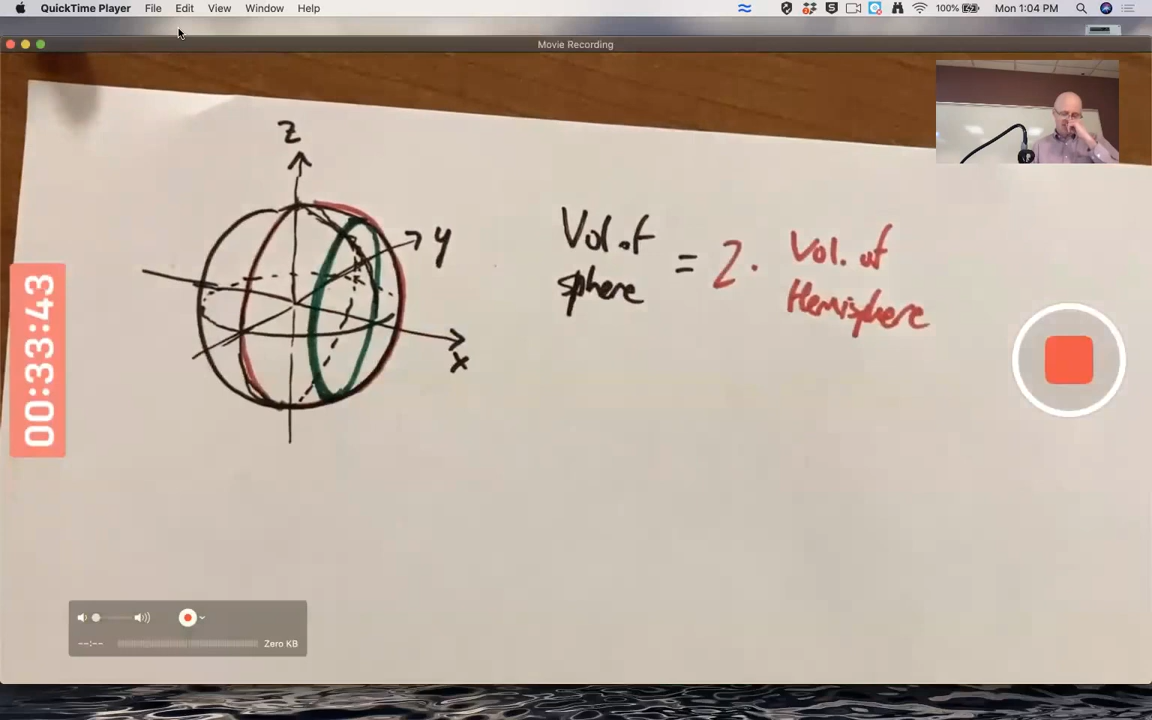 QuickTime Player File Edit View Window Help 100% Mon 1:04 PM
Movie Recording
z
y
x
Vol. of
sphere
= 2 ·
Vol. of
Hemisphere
00:33:43
--:-- Zero KB